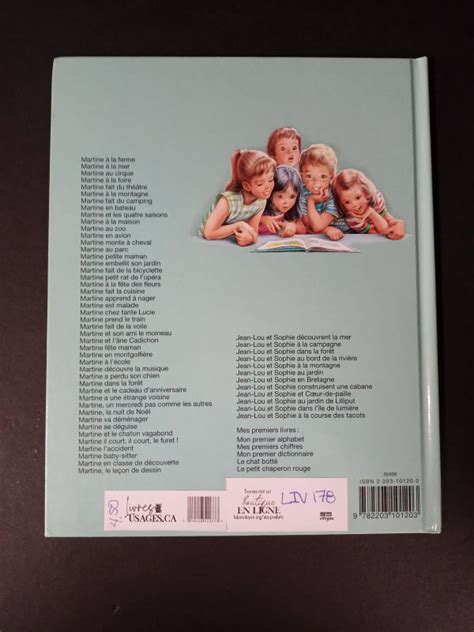 Martine à la ferme
Martine à la mer
Martine au cirque
Martine à la foire
Martine fait du théâtre
Martine à la montagne
Martine fait du camping
Martine en bateau
Martine et les quatre saisons
Martine à la maison
Martine au zoo
Martine en avion
Martine monte à cheval
Martine au parc
Martine petite maman
Martine embellit son jardin
Martine fait de la bicyclette
Martine petit rat de l'opéra
Martine à la fête des fleurs
Martine fait la cuisine
Martine apprend à nager
Martine est malade
Martine chez tante Lucie
Martine prend le train
Martine fait de la voile
Martine et son ami le moineau
Martine et l'âne Cadichon
Martine fête maman
Martine en montgolfière
Martine à l'école
Martine découvre la musique
Martine a perdu son chien
Martine dans la forêt
Martine et le cadeau d'anniversaire
Martine a une étrange voisine
Martine, un mercredi pas comme les autres
Martine, la nuit de Noël
Martine va déménager
Martine se déguise
Martine et le chaton vagabond
Martine il court, il court, le furet !
Martine l'accident
Martine baby-sitter
Martine en classe de découverte
Martine, la leçon de dessin
Jean-Lou et Sophie découvrent la mer
Jean-Lou et Sophie à la campagne
Jean-Lou et Sophie dans la forêt
Jean-Lou et Sophie au bord de la rivière
Jean-Lou et Sophie à la montagne
Jean-Lou et Sophie au jardin
Jean-Lou et Sophie en Bretagne
Jean-Lou et Sophie construisent une cabane
Jean-Lou et Sophie et Cœur-de-paille
Jean-Lou et Sophie au jardin de Lilliput
Jean-Lou et Sophie dans l'île de lumière
Jean-Lou et Sophie à la course des tacots
Mes premiers livres :
Mon premier alphabet
Mes premiers chiffres
Mon premier dictionnaire
Le chat botté
Le petit chaperon rouge
ISBN 2-203-10120-2
9 782203 101203
livres
USAGES.CA
boutique
EN LIGNE
LIV 178